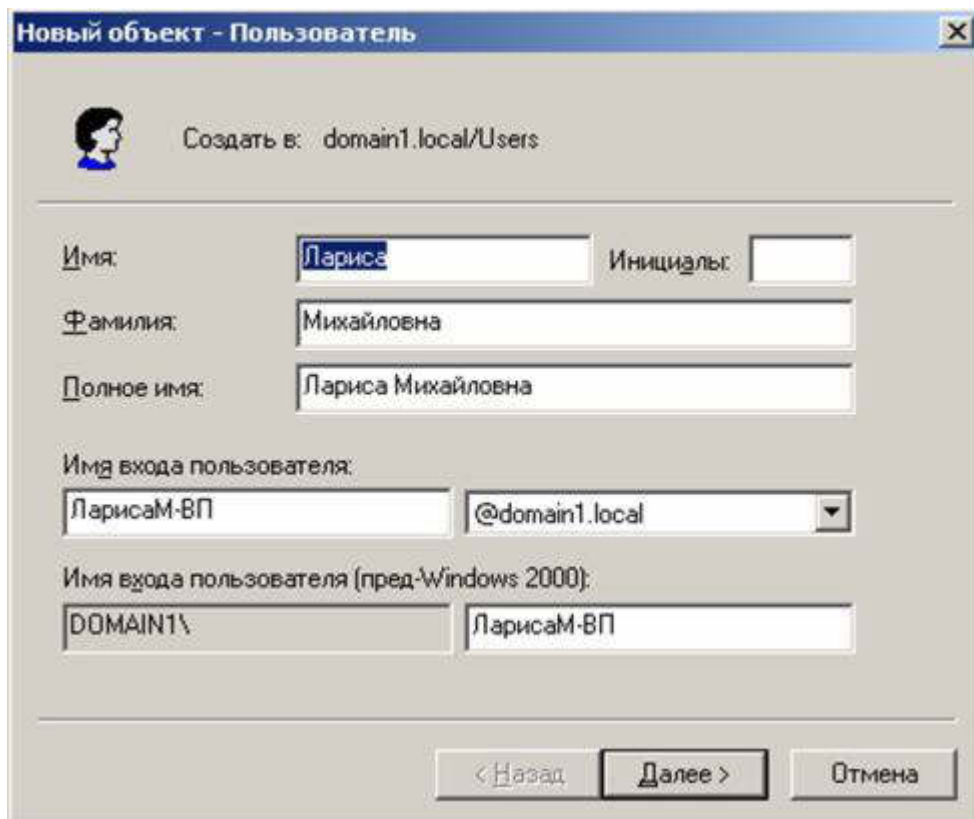 Новый объект - Пользователь
Создать в: domain1.local/Users
Имя: Лариса Инициалы:
Фамилия: Михайловна
Полное имя: Лариса Михайловна
Имя входа пользователя:
ЛарисаМ-ВП @domain1.local
Имя входа пользователя (пред-Windows 2000):
DOMAIN1\ ЛарисаМ-ВП
< Назад Далее > Отмена